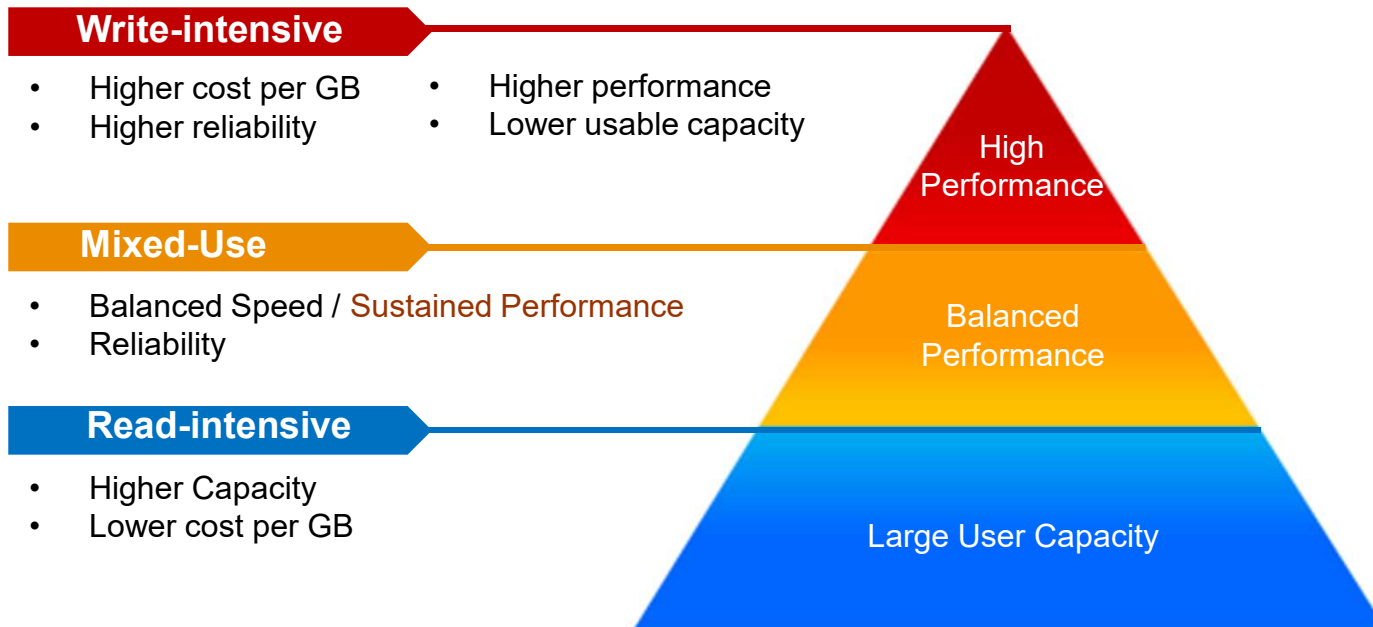 Write-intensive
• Higher cost per GB
• Higher reliability
• Higher performance
• Lower usable capacity
High
Performance
Mixed-Use
• Balanced Speed / Sustained Performance
• Reliability
Balanced
Performance
Read-intensive
• Higher Capacity
• Lower cost per GB
Large User Capacity